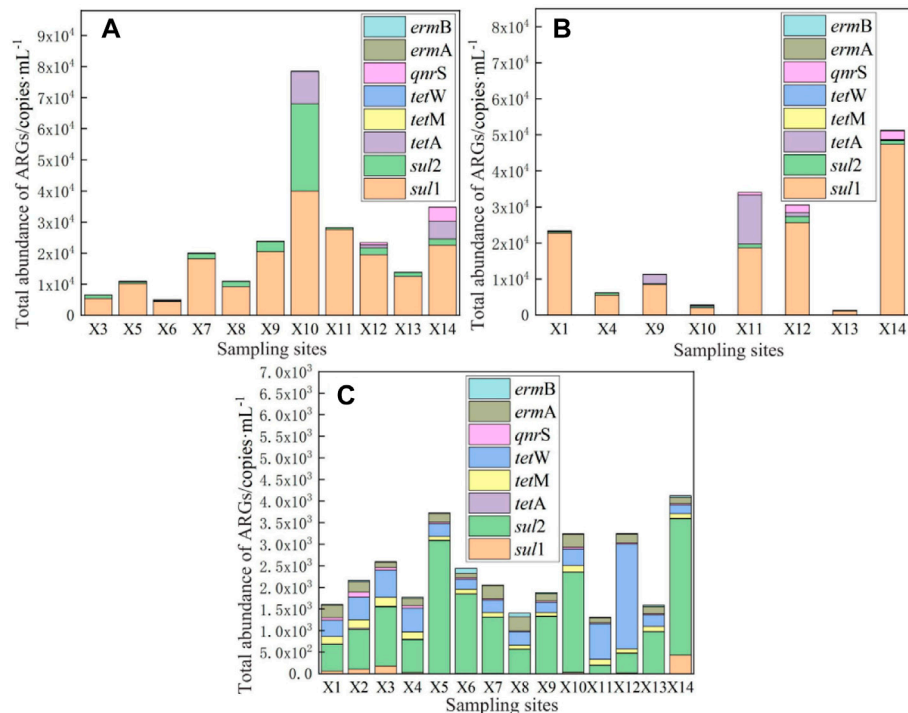 A
Total abundance of ARGs/copies·mL⁻¹
9x10⁴
8x10⁴
7x10⁴
6x10⁴
5x10⁴
4x10⁴
3x10⁴
2x10⁴
1x10⁴
0
ermB
ermA
qnrS
tetW
tetM
tetA
sul2
sul1
X3 X5 X6 X7 X8 X9 X10 X11 X12 X13 X14
Sampling sites
B
Total abundance of ARGs/copies·mL⁻¹
8x10⁴
7x10⁴
6x10⁴
5x10⁴
4x10⁴
3x10⁴
2x10⁴
1x10⁴
0
ermB
ermA
qnrS
tetW
tetM
tetA
sul2
sul1
X1 X4 X9 X10 X11 X12 X13 X14
Sampling sites
C
Total abundance of ARGs/copies·mL⁻¹
7.0x10³
6.5x10³
6.0x10³
5.5x10³
5.0x10³
4.5x10³
4.0x10³
3.5x10³
3.0x10³
2.5x10³
2.0x10³
1.5x10³
1.0x10³
5.0x10²
0.0
ermB
ermA
qnrS
tetW
tetM
tetA
sul2
sul1
X1 X2 X3 X4 X5 X6 X7 X8 X9 X10 X11 X12 X13 X14
Sampling sites